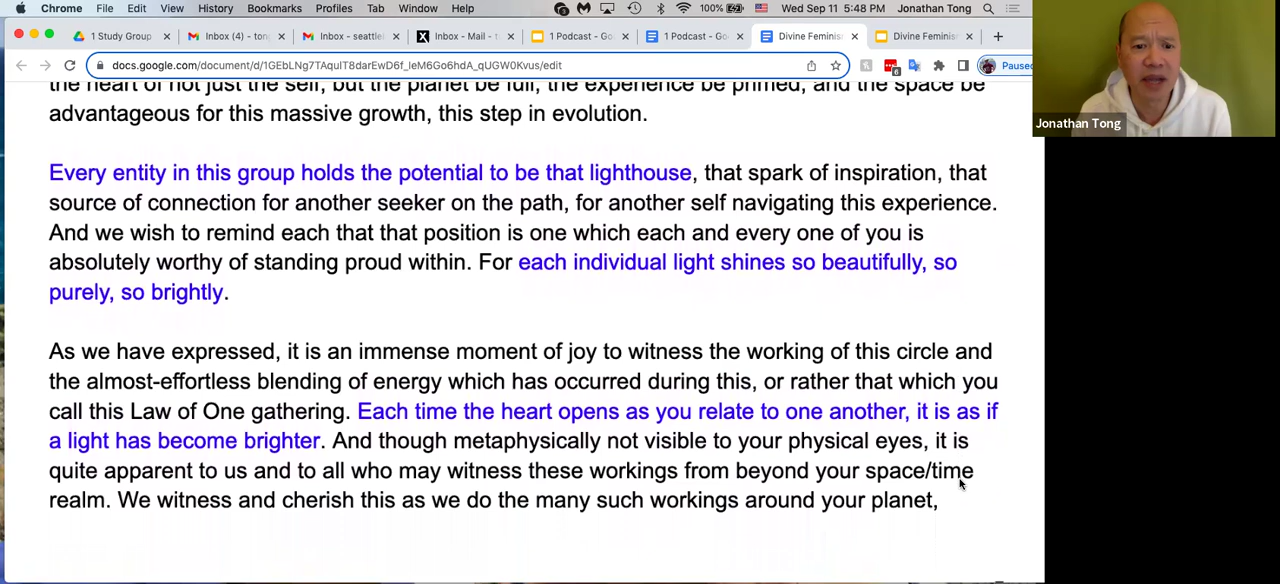 Chrome File Edit View History Bookmarks Profiles Tab Window Help 100% Wed Sep 11 5:48 PM Jonathan Tong
1 Study Group Inbox (4) - ton Inbox - seattle Inbox - Mail - 1 Podcast - Go 1 Podcast - Go Divine Feminis Divine Feminis
docs.google.com/document/d/1GEbLNg7TAquIT8darEwD6f_leM6Go6hdA_qUGW0Kvus/edit Paused
Jonathan Tong
the heart of not just the self, but the planet be full, the experience be primed, and the space be
advantageous for this massive growth, this step in evolution.
Every entity in this group holds the potential to be that lighthouse, that spark of inspiration, that
source of connection for another seeker on the path, for another self navigating this experience.
And we wish to remind each that that position is one which each and every one of you is
absolutely worthy of standing proud within. For each individual light shines so beautifully, so
purely, so brightly.
As we have expressed, it is an immense moment of joy to witness the working of this circle and
the almost-effortless blending of energy which has occurred during this, or rather that which you
call this Law of One gathering. Each time the heart opens as you relate to one another, it is as if
a light has become brighter. And though metaphysically not visible to your physical eyes, it is
quite apparent to us and to all who may witness these workings from beyond your space/time
realm. We witness and cherish this as we do the many such workings around your planet,